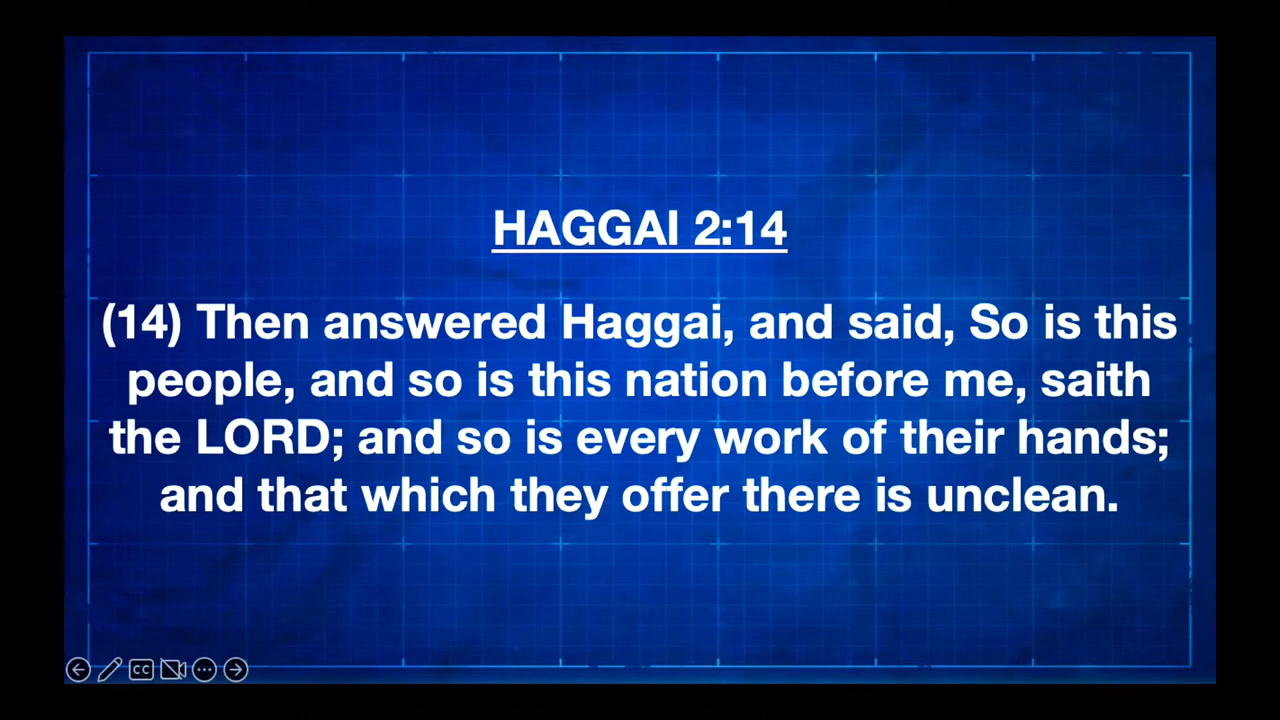 HAGGAI 2:14
(14) Then answered Haggai, and said, So is this
people, and so is this nation before me, saith
the LORD; and so is every work of their hands;
and that which they offer there is unclean.
CC